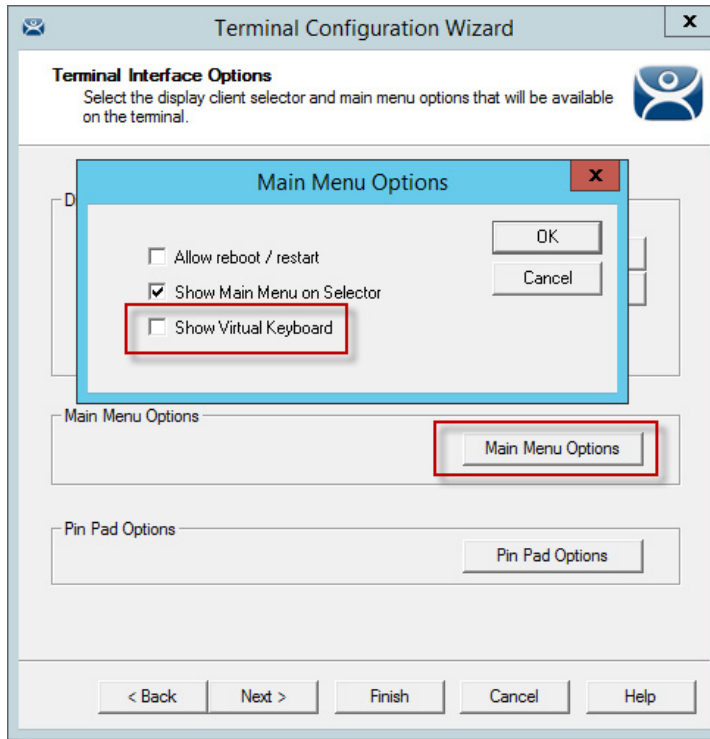 Terminal Configuration Wizard
x
Terminal Interface Options
Select the display client selector and main menu options that will be available
on the terminal.
Main Menu Options
x
D
Allow reboot / restart
Show Main Menu on Selector
Show Virtual Keyboard
OK
Cancel
Main Menu Options
Main Menu Options
Pin Pad Options
Pin Pad Options
< Back
Next >
Finish
Cancel
Help